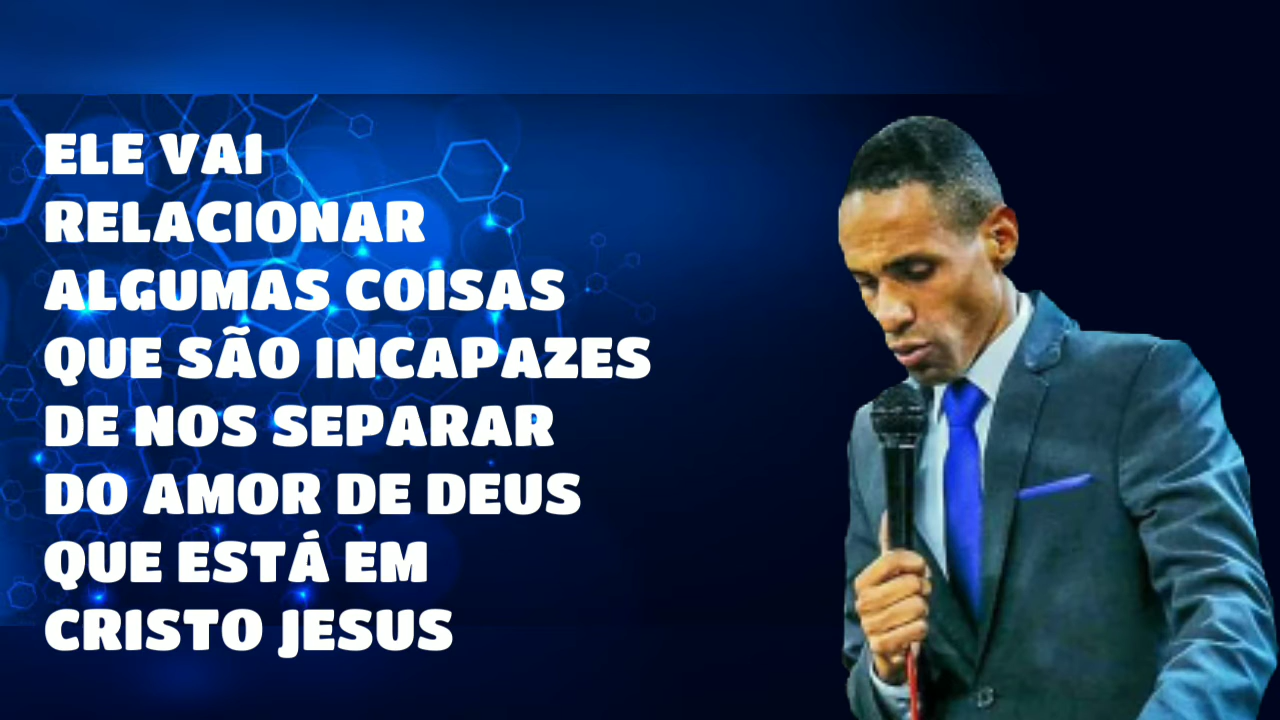 ELE VAI
RELACIONAR
ALGUMAS COISAS
QUE SÃO INCAPAZES
DE NOS SEPARAR
DO AMOR DE DEUS
QUE ESTÁ EM
CRISTO JESUS